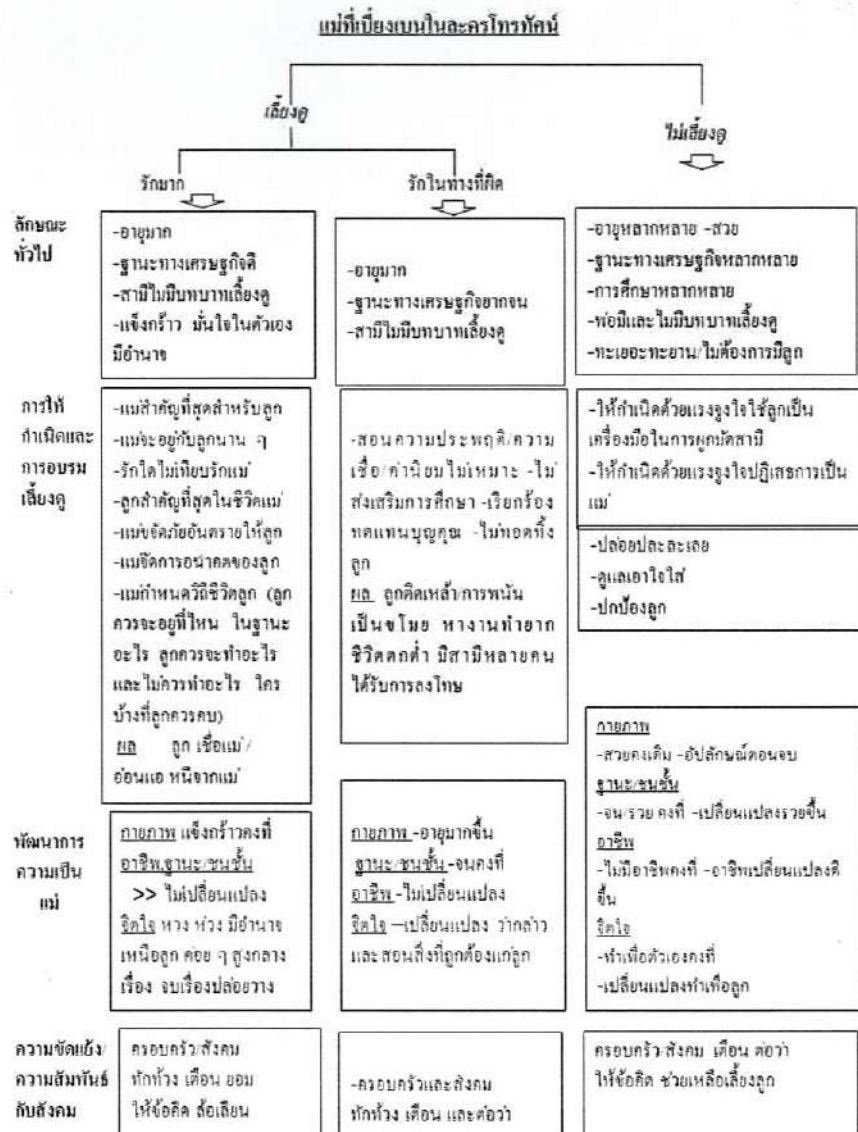 แม่ที่เบี่ยงเบนในละครโทรทัศน์
เลี้ยงดู
ไม่เลี้ยงดู
รักมาก
รักในทางที่ผิด
ลักษณะ
ทั่วไป
-อายุมาก
-ฐานะทางเศรษฐกิจดี
-สามีไม่มีบทบาทเลี้ยงดู
-แข็งกร้าว มั่นใจในตัวเอง
มีอำนาจ
-อายุมาก
-ฐานะทางเศรษฐกิจยากจน
-สามีไม่มีบทบาทเลี้ยงดู
-อายุหลากหลาย -สวย
-ฐานะทางเศรษฐกิจหลากหลาย
-การศึกษาหลากหลาย
-พ่อมีและไม่มีบทบาทเลี้ยงดู
-ทะเยอะทะยาน/ไม่ต้องการมีลูก
การให้
กำเนิดและ
การอบรม
เลี้ยงดู
-แม่สำคัญที่สุดสำหรับลูก
-แม่จะอยู่กับลูกนาน ๆ
-รักใดไม่เทียบรักแม่
-ลูกสำคัญที่สุดในชีวิตแม่
-แม่ขจัดภัยอันตรายให้ลูก
-แม่จัดการอนาคตของลูก
-แม่กำหนดวิถีชีวิตลูก (ลูก
ควรจะอยู่ที่ไหน ในฐานะ
อะไร ลูกควรจะทำอะไร
และไม่ควรทำอะไร ใคร
บ้างที่ลูกควรคบ)
ผล ลูก เชื่อแม่/
อ่อนแอ หนีจากแม่
-สอนความประพฤติ/ความ
เชื่อ/ค่านิยมไม่เหมาะ -ไม่
ส่งเสริมการศึกษา -เรียกร้อง
ทดแทนบุญคุณ -ไม่ทอดทิ้ง
ลูก
ผล ลูกติดเหล้า/การพนัน
เป็นขโมย หางานทำยาก
ชีวิตตกต่ำ มีสามีหลายคน
ได้รับการลงโทษ
-ให้กำเนิดด้วยแรงจูงใจใช้ลูกเป็น
เครื่องมือในการผูกมัดสามี
-ให้กำเนิดด้วยแรงจูงใจปฏิเสธการเป็น
แม่
-ปล่อยปละละเลย
-ดูแลเอาใจใส่
-ปกป้องลูก
พัฒนาการ
ความเป็น
แม่
กายภาพ แข็งกร้าวคงที่
อาชีพ,ฐานะ/ชนชั้น
>> ไม่เปลี่ยนแปลง
จิตใจ หวง ห่วง มีอำนาจ
เหนือลูก ค่อย ๆ สูงกลาง
เรื่อง จบเรื่องปล่อยวาง
กายภาพ -อายุมากขึ้น
ฐานะ/ชนชั้น -จนคงที่
อาชีพ -ไม่เปลี่ยนแปลง
จิตใจ –เปลี่ยนแปลง ว่ากล่าว
และสอนสิ่งที่ถูกต้องแก่ลูก
กายภาพ
-สวยคงเดิม -อัปลักษณ์ตอนจบ
ฐานะ/ชนชั้น
-จน/รวย คงที่ -เปลี่ยนแปลงรวยขึ้น
อาชีพ
-ไม่มีอาชีพคงที่ -อาชีพเปลี่ยนแปลงดี
ขึ้น
จิตใจ
-ทำเพื่อตัวเองคงที่
-เปลี่ยนแปลงทำเพื่อลูก
ความขัดแย้ง/
ความสัมพันธ์
กับสังคม
ครอบครัว/สังคม
ทักท้วง เตือน ยอม
ให้ข้อคิด ล้อเลียน
-ครอบครัวและสังคม
ทักท้วง เตือน และต่อว่า
ครอบครัว/สังคม เตือน ต่อว่า
ให้ข้อคิด ช่วยเหลือเลี้ยงลูก